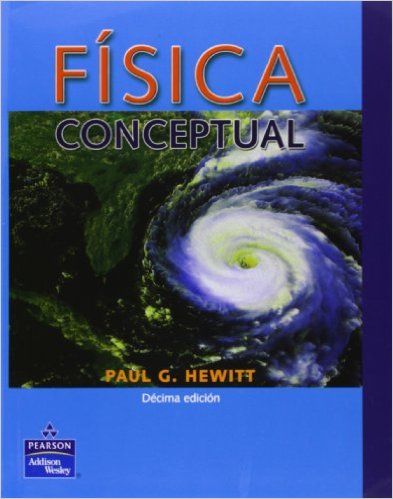 FÍSICA
CONCEPTUAL
PAUL G. HEWITT
Décima edición
PEARSON
Addison
Wesley